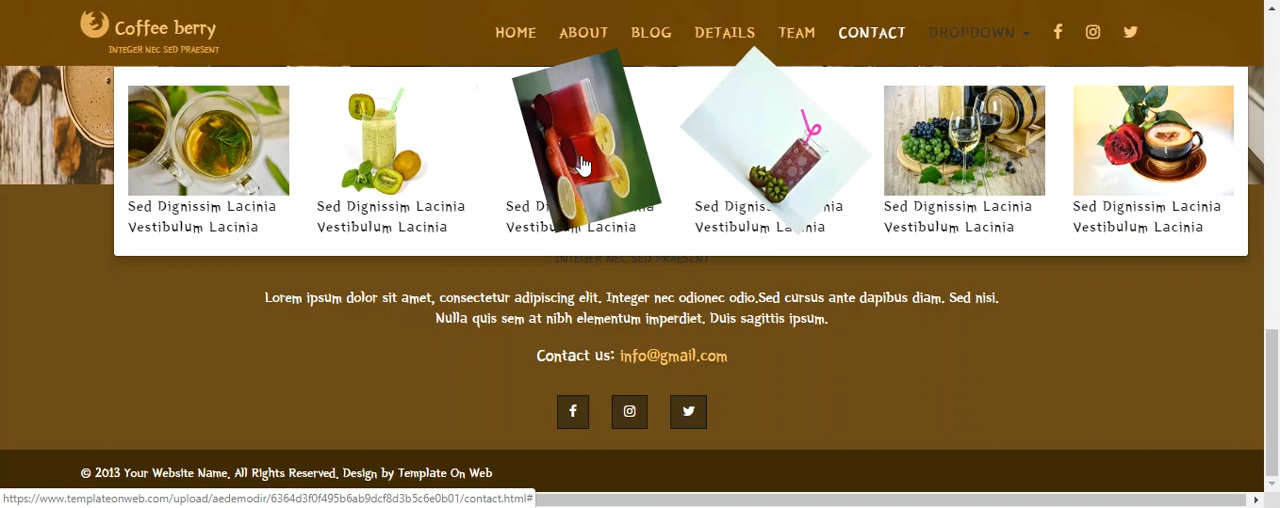 Coffee berry
INTEGER NEC SED PRAESENT
HOME ABOUT BLOG DETAILS TEAM CONTACT DROPDOWN
Sed Dignissim Lacinia
Vestibulum Lacinia
Sed Dignissim Lacinia
Vestibulum Lacinia
Sed Di
Vestibu Lacinia
Sed Dignissim Lacinia
Vestibulum Lacinia
Sed Dignissim Lacinia
Vestibulum Lacinia
Sed Dignissim Lacinia
Vestibulum Lacinia
INTEGER NEC SED PRAESENT
Lorem ipsum dolor sit amet, consectetur adipiscing elit. Integer nec odionec odio.Sed cursus ante dapibus diam. Sed nisi.
Nulla quis sem at nibh elementum imperdiet. Duis sagittis ipsum.
Contact us: info@gmail.com
© 2013 Your Website Name. All Rights Reserved. Design by Template On Web
https://www.templateonweb.com/upload/aedemodir/6364d3f0f495b6ab9dcf8d3b5c6e0b01/contact.html#